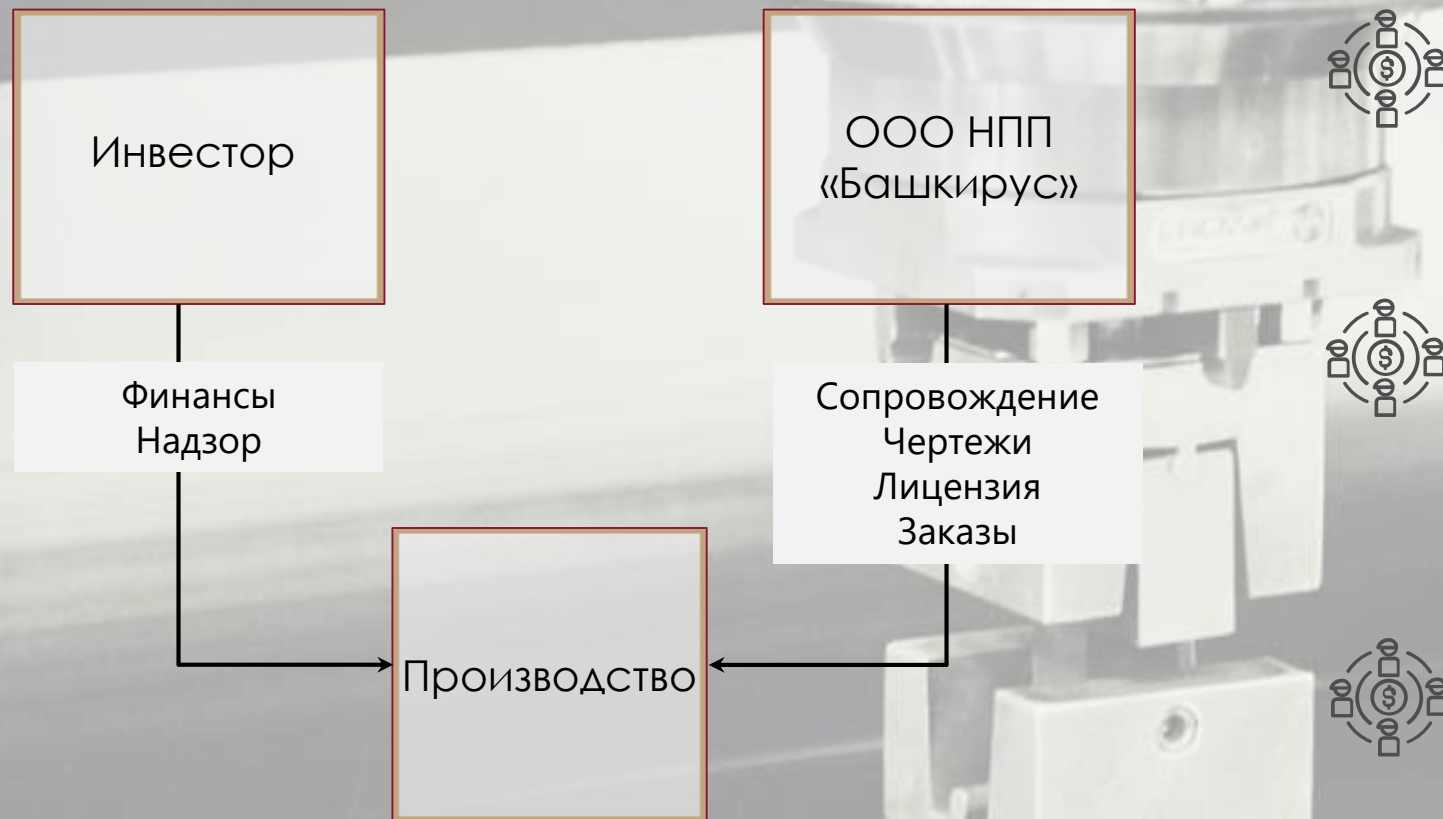 Инвестор
ООО НПП
«Башкирус»
Финансы
Надзор
Сопровождение
Чертежи
Лицензия
Заказы
Производство
$
$
$